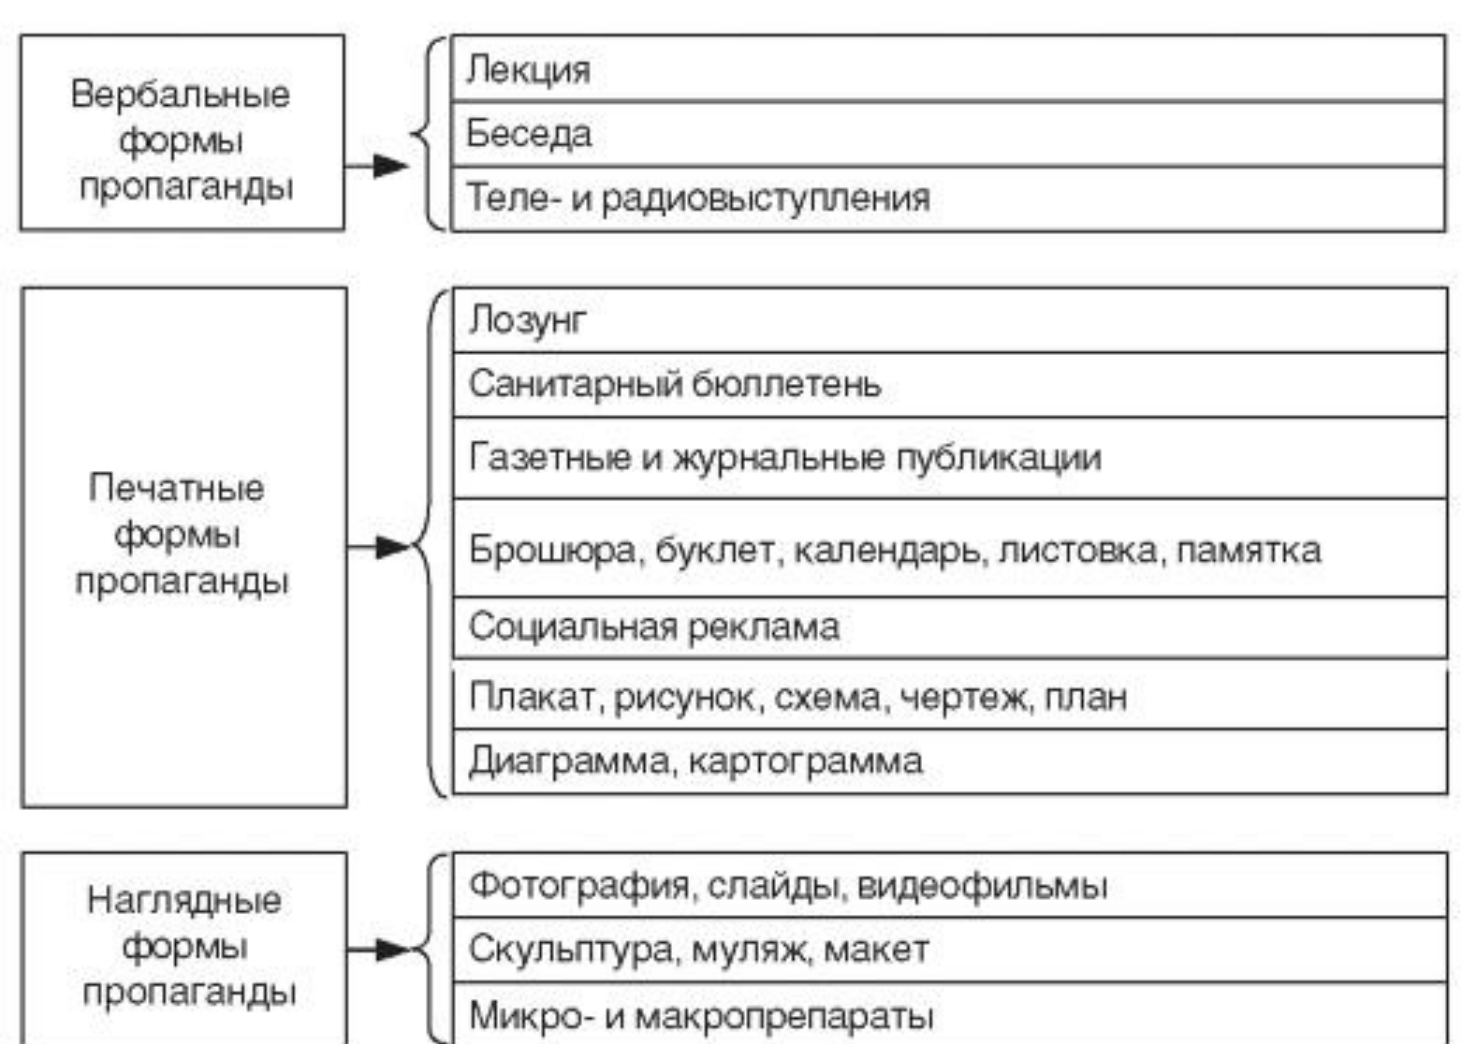 Вербальные
формы
пропаганды
Лекция
Беседа
Теле- и радиовыступления
Печатные
формы
пропаганды
Лозунг
Санитарный бюллетень
Газетные и журнальные публикации
Брошюра, буклет, календарь, листовка, памятка
Социальная реклама
Плакат, рисунок, схема, чертеж, план
Диаграмма, картограмма
Наглядные
формы
пропаганды
Фотография, слайды, видеофильмы
Скульптура, муляж, макет
Микро- и макропрепараты